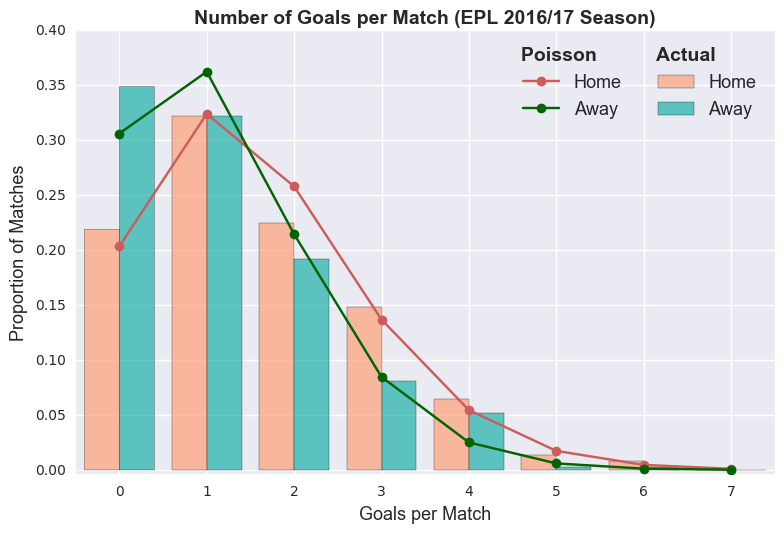 Number of Goals per Match (EPL 2016/17 Season)
Poisson Actual
Home Home
Away Away
Proportion of Matches
0.40
0.35
0.30
0.25
0.20
0.15
0.10
0.05
0.00
0 1 2 3 4 5 6 7
Goals per Match